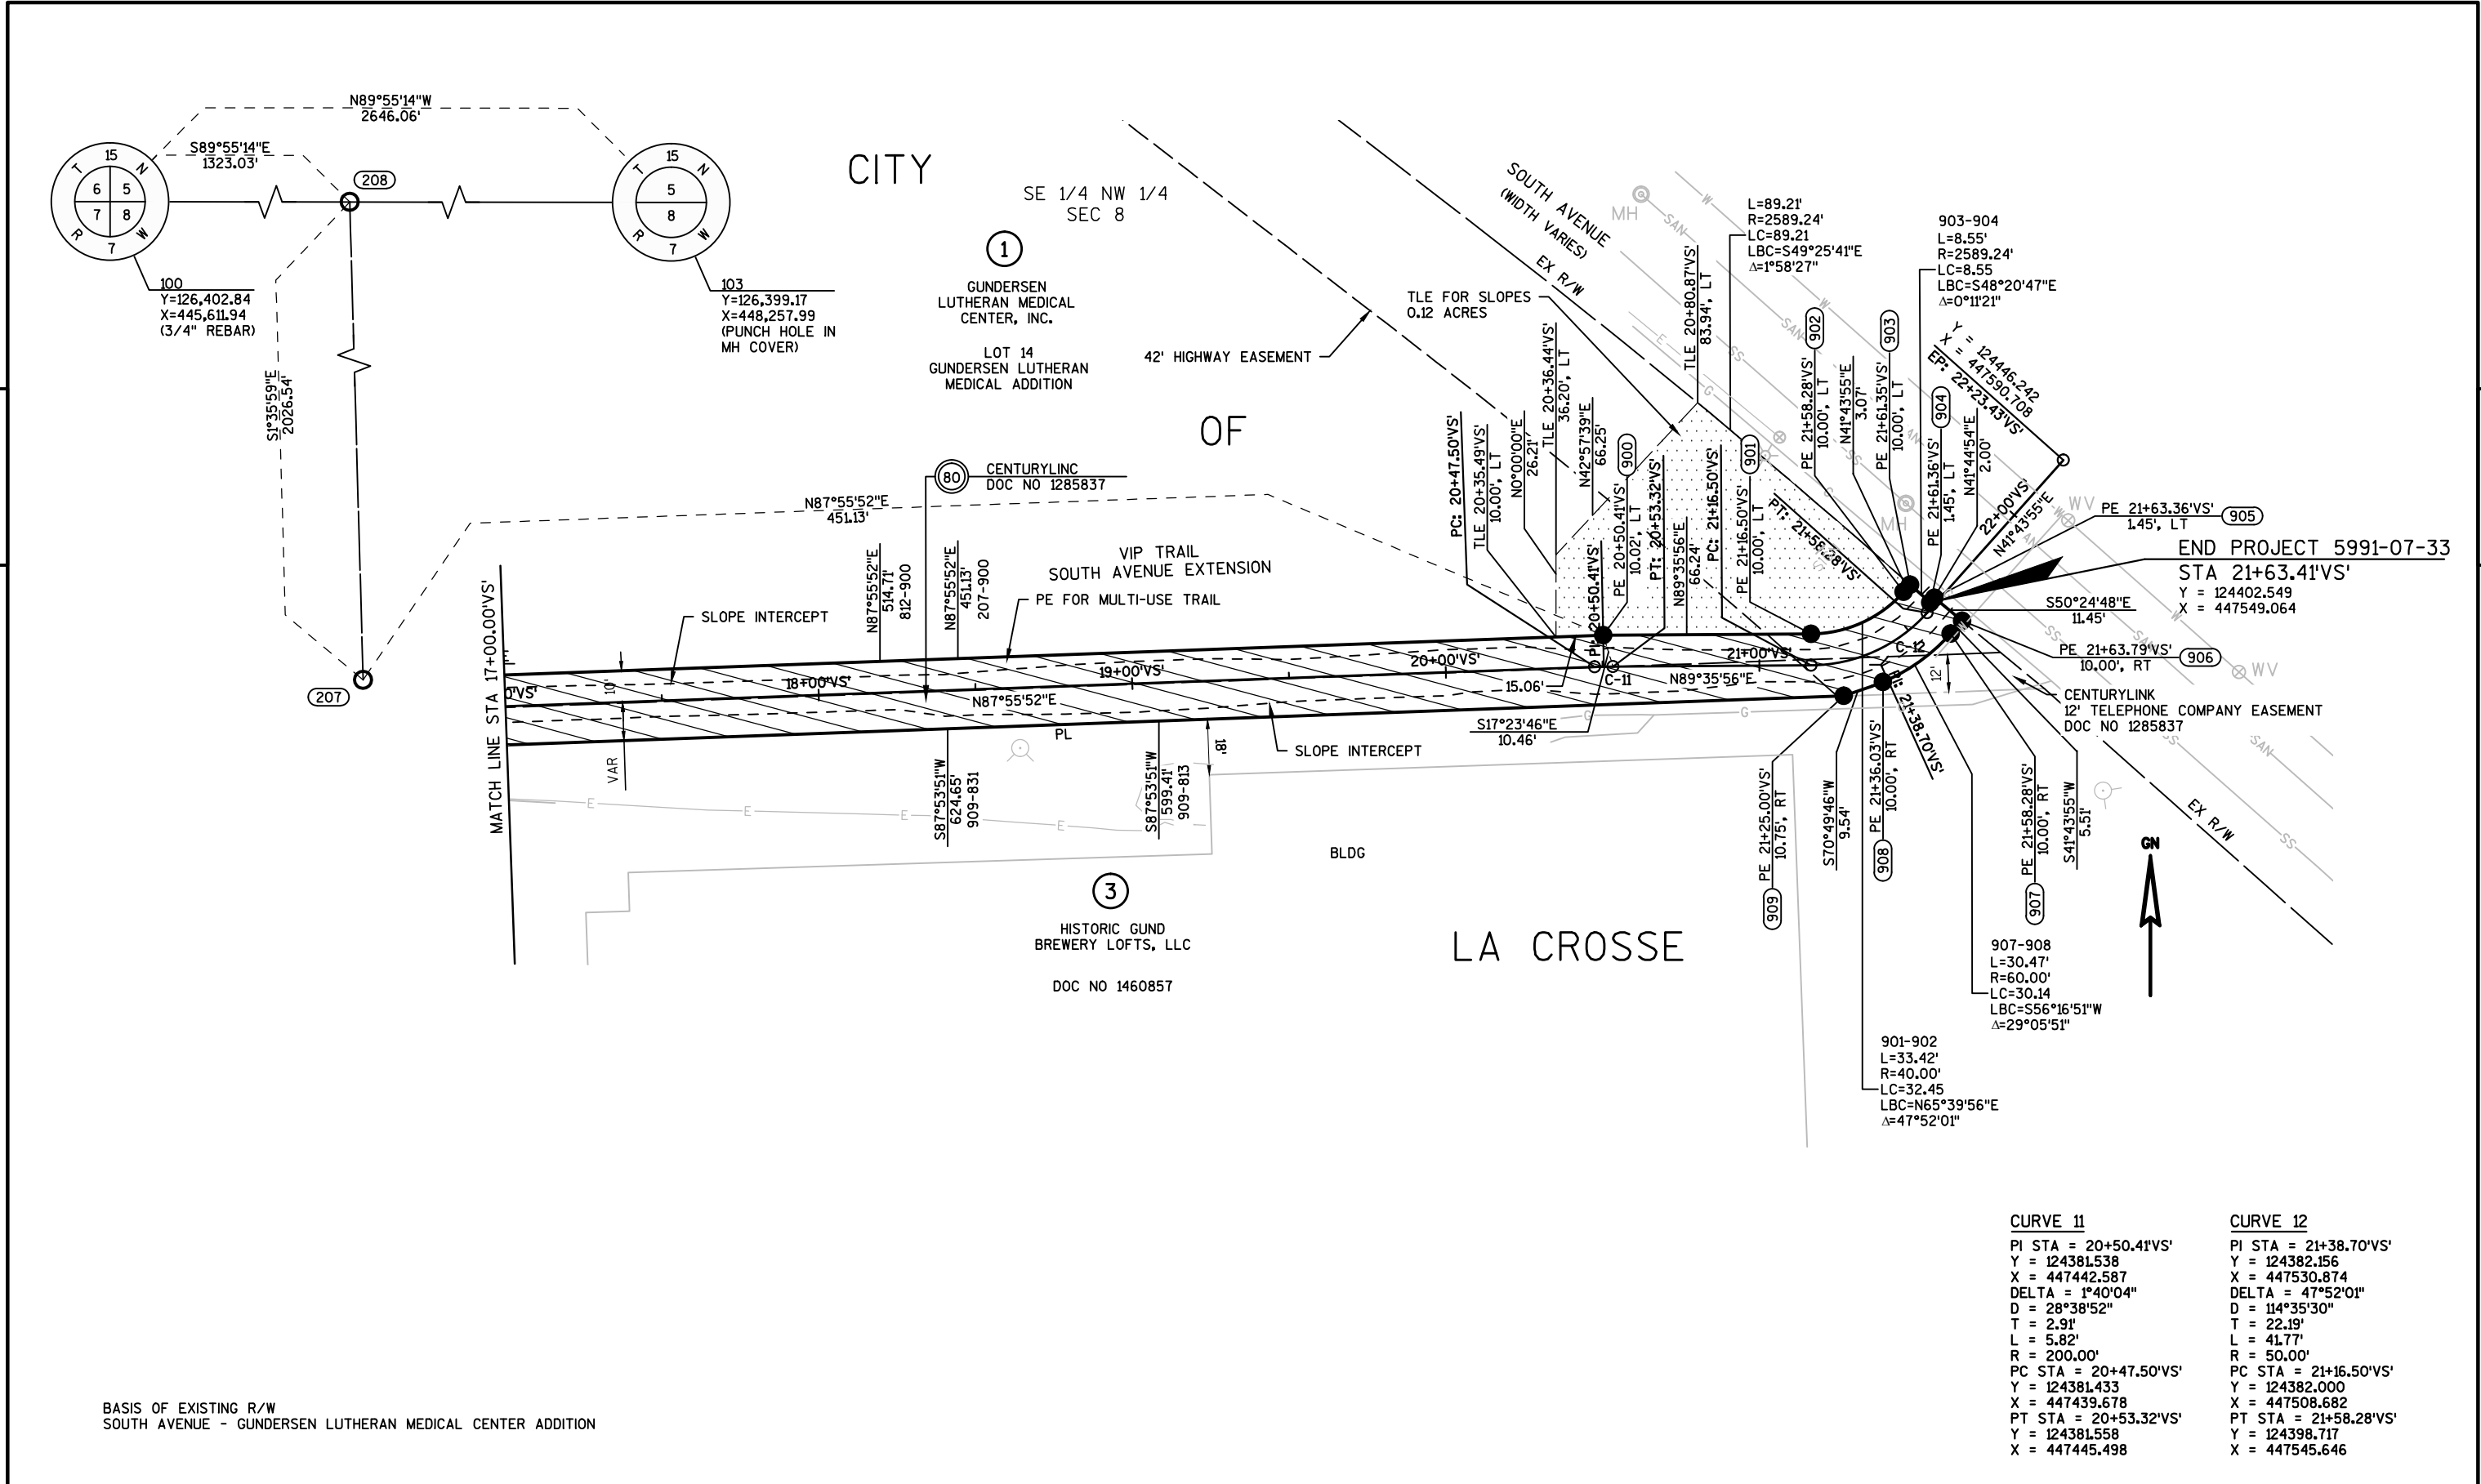 N89°55'14"W
2646.06'
S89°55'14"E
1323.03'
208
15
T N
6 5
7 8
R W
7
15
T N
5
8
R W
7
100
Y=126,402.84
X=445,611.94
(3/4" REBAR)
103
Y=126,399.17
X=448,257.99
(PUNCH HOLE IN
MH COVER)
S1°35'59"E
2026.54'
207
CITY
OF
LA CROSSE
SE 1/4 NW 1/4
SEC 8
1
GUNDERSEN
LUTHERAN MEDICAL
CENTER, INC.
LOT 14
GUNDERSEN LUTHERAN
MEDICAL ADDITION
42' HIGHWAY EASEMENT
SOUTH AVENUE
(WIDTH VARIES)
EX R/W
TLE FOR SLOPES
0.12 ACRES
MH
SAN
W
L=89.21'
R=2589.24'
LC=89.21
LBC=S49°25'41"E
Δ=1°58'27"
903-904
L=8.55'
R=2589.24'
LC=8.55
LBC=S48°20'47"E
Δ=0°11'21"
TLE 20+80.87'VS'
83.94', LT
TLE 20+36.44'VS'
36.20', LT
PC: 20+47.50'VS'
TLE 20+35.49'VS'
10.00', LT
N0°00'00"E
26.21'
N42°57'39"E
66.25'
900
PE 20+50.41'VS'
10.02', LT
PI: 20+50.41'VS'
PT: 20+53.32'VS'
N89°35'56"E
66.24'
PC: 21+16.50'VS'
901
PE 21+16.50'VS'
10.00', LT
PT: 21+58.28'VS'
902
PE 21+58.28'VS'
10.00', LT
N41°43'55"E
3.07'
903
PE 21+61.35'VS'
10.00', LT
904
PE 21+61.36'VS'
1.45', LT
N41°44'54"E
2.00'
Y = 124446.242
X = 447590.708
EP: 22+23.43'VS'
22+00'VS'
N41°43'55"E
WV
MH
PE 21+63.36'VS'
1.45', LT
905
END PROJECT 5991-07-33
STA 21+63.41'VS'
Y = 124402.549
X = 447549.064
S50°24'48"E
11.45'
PE 21+63.79'VS'
10.00', RT
906
WV
CENTURYLINK
12' TELEPHONE COMPANY EASEMENT
DOC NO 1285837
EX R/W
80
CENTURYLINC
DOC NO 1285837
N87°55'52"E
451.13'
VIP TRAIL
SOUTH AVENUE EXTENSION
PE FOR MULTI-USE TRAIL
SLOPE INTERCEPT
N87°55'52"E
514.71'
812-900
N87°55'52"E
451.13'
207-900
MATCH LINE STA 17+00.00'VS'
0'VS'
10'
18+00'VS'
19+00'VS'
20+00'VS'
21+00'VS'
N87°55'52"E
15.06'
C-11
N89°35'56"E
C-12
12'
PI: 21+38.70'VS'
PL
VAR
18'
SLOPE INTERCEPT
S17°23'46"E
10.46'
S87°53'51"W
624.65'
909-831
S87°53'51"W
599.41'
909-813
E
G
SS
BLDG
PE 21+25.00'VS'
10.75', RT
909
S70°49'46"W
9.54'
PE 21+36.03'VS'
10.00', RT
908
PE 21+58.28'VS'
10.00', RT
907
S41°43'55"W
5.51'
GN
3
HISTORIC GUND
BREWERY LOFTS, LLC
DOC NO 1460857
907-908
L=30.47'
R=60.00'
LC=30.14
LBC=S56°16'51"W
Δ=29°05'51"
901-902
L=33.42'
R=40.00'
LC=32.45
LBC=N65°39'56"E
Δ=47°52'01"
CURVE 11
PI STA = 20+50.41'VS'
Y = 124381.538
X = 447442.587
DELTA = 1°40'04"
D = 28°38'52"
T = 2.91'
L = 5.82'
R = 200.00'
PC STA = 20+47.50'VS'
Y = 124381.433
X = 447439.678
PT STA = 20+53.32'VS'
Y = 124381.558
X = 447445.498
CURVE 12
PI STA = 21+38.70'VS'
Y = 124382.156
X = 447530.874
DELTA = 47°52'01"
D = 114°35'30"
T = 22.19'
L = 41.77'
R = 50.00'
PC STA = 21+16.50'VS'
Y = 124382.000
X = 447508.682
PT STA = 21+58.28'VS'
Y = 124398.717
X = 447545.646
BASIS OF EXISTING R/W
SOUTH AVENUE - GUNDERSEN LUTHERAN MEDICAL CENTER ADDITION